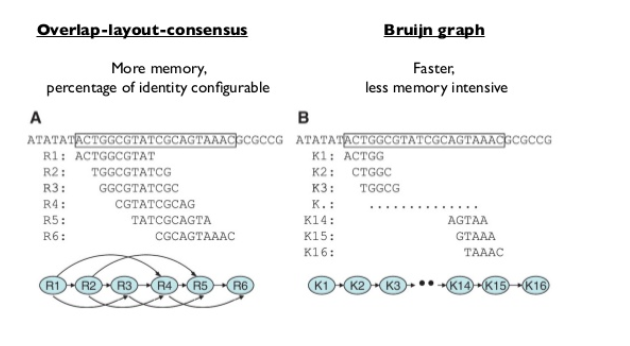 Overlap-layout-consensus
More memory,
percentage of identity configurable
A
ATATATACTGGCGTATCGCAGTAAACGCGCCG
R1: ACTGGCGTAT
R2: TGGCGTATCG
R3: GGCGTATCGC
R4: CGTATCGCAG
R5: TATCGCAGTA
R6: CGCAGTAAAC
R1 R2 R3 R4 R5 R6
Bruijn graph
Faster,
less memory intensive
B
ATATATACTGGCGTATCGCAGTAAACGCGCCG
K1: ACTGG
K2: CTGGC
K3: TGGCG
K.: ..............
K14: AGTAA
K15: GTAAA
K16: TAAAC
K1 K2 K3 •• K14 K15 K16